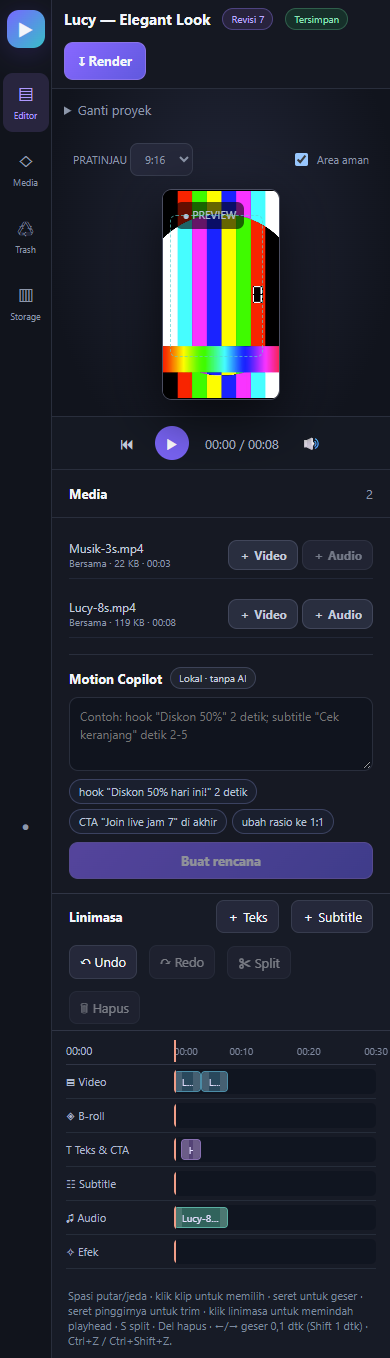 Lucy — Elegant Look
Revisi 7
Tersimpan
Render
Editor
Media
Trash
Storage
Ganti proyek
PRATINJAU
9:16
Area aman
PREVIEW
00:00 / 00:08
Media
2
Musik-3s.mp4
Bersama · 22 KB · 00:03
+ Video
+ Audio
Lucy-8s.mp4
Bersama · 119 KB · 00:08
+ Video
+ Audio
Motion Copilot
Lokal · tanpa AI
Contoh: hook "Diskon 50%" 2 detik; subtitle "Cek
keranjang" detik 2-5
hook "Diskon 50% hari ini!" 2 detik
CTA "Join live jam 7" di akhir
ubah rasio ke 1:1
Buat rencana
Linimasa
+ Teks
+ Subtitle
Undo
Redo
Split
Hapus
00:00
00:00
00:10
00:20
00:30
Video
L...
L...
B-roll
T Teks & CTA
Subtitle
Audio
Lucy-8...
Efek
Spasi putar/jeda · klik klip untuk memilih · seret untuk geser ·
seret pinggirnya untuk trim · klik linimasa untuk memindah
playhead · S split · Del hapus · ←/→ geser 0,1 dtk (Shift 1 dtk) ·
Ctrl+Z / Ctrl+Shift+Z.